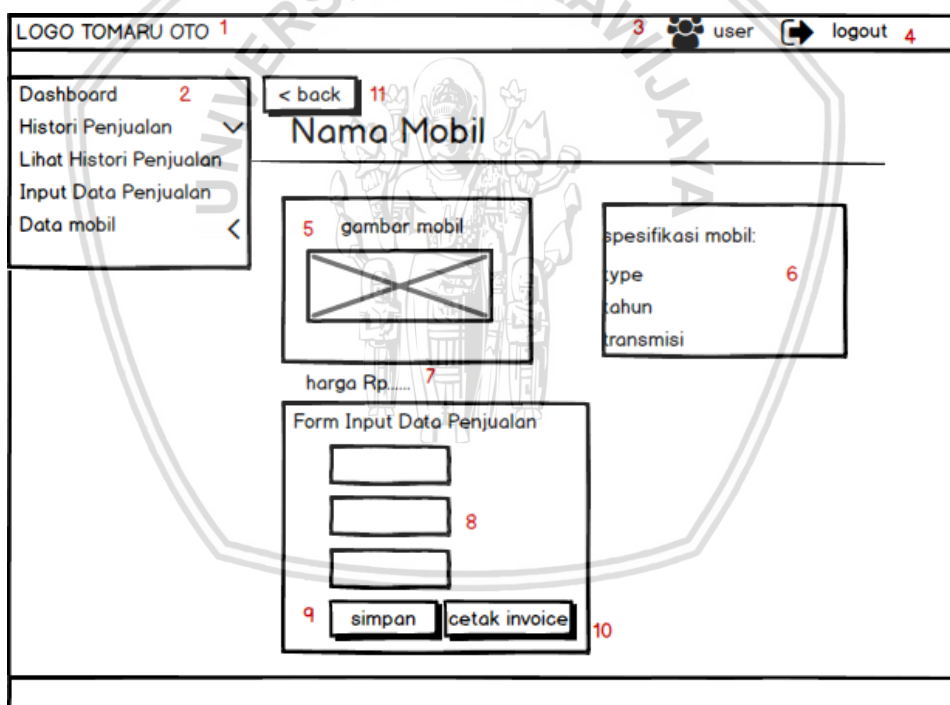 LOGO TOMARU OTO 1
3 user logout 4
Dashboard 2
Histori Penjualan
Lihat Histori Penjualan
Input Data Penjualan
Data mobil
< back 11
Nama Mobil
5 gambar mobil
spesifikasi mobil:
type 6
tahun
transmisi
harga Rp...... 7
Form Input Data Penjualan
8
9 simpan cetak invoice 10